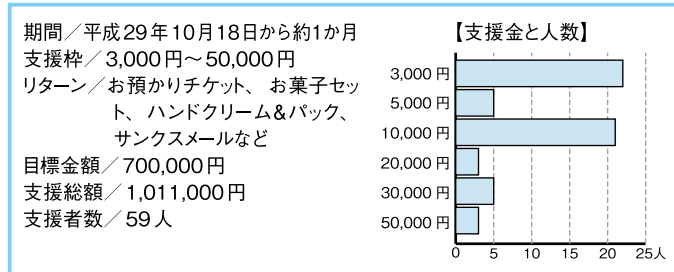 期間／平成29年10月18日から約1か月
支援枠／3,000円～50,000円
リターン／お預かりチケット、お菓子セッ
ト、ハンドクリーム&パック、
サンクスメールなど
目標金額／700,000円
支援総額／1,011,000円
支援者数／59人
【支援金と人数】
3,000円
5,000円
10,000円
20,000円
30,000円
50,000円
0 5 10 15 20 25人